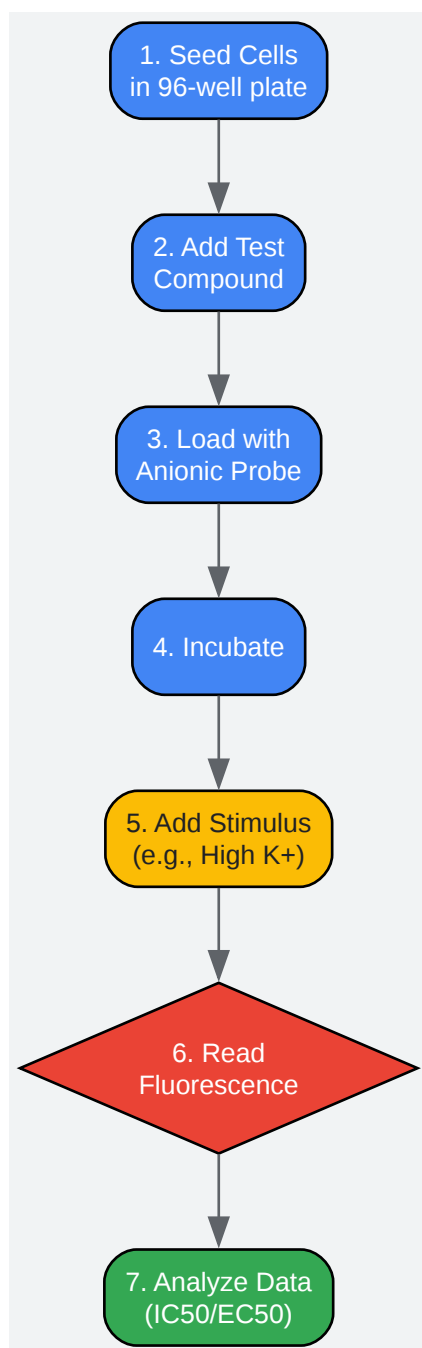 1. Seed Cells
in 96-well plate
2. Add Test
Compound
3. Load with
Anionic Probe
4. Incubate
5. Add Stimulus
(e.g., High K+)
6. Read
Fluorescence
7. Analyze Data
(IC50/EC50)